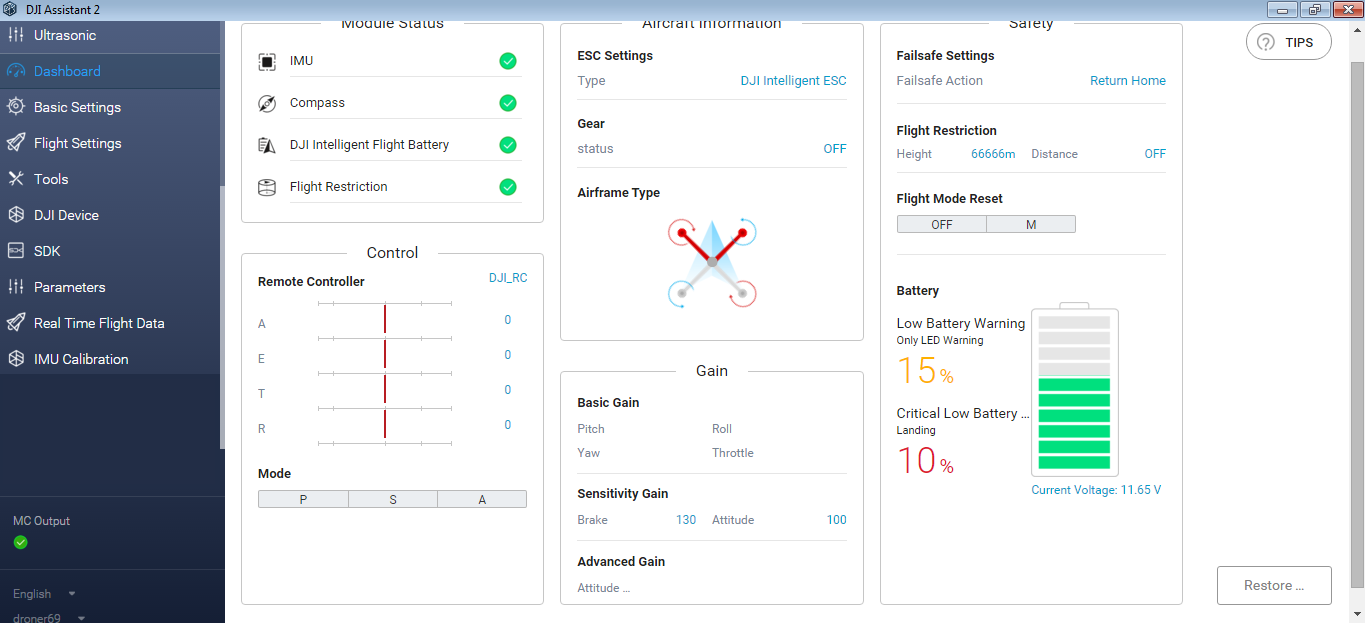 DJI Assistant 2
Ultrasonic
Dashboard
Basic Settings
Flight Settings
Tools
DJI Device
SDK
Parameters
Real Time Flight Data
IMU Calibration
MC Output
English
droner69
Module Status
IMU
Compass
DJI Intelligent Flight Battery
Flight Restriction
Control
Remote Controller DJI_RC
A 0
E 0
T 0
R 0
Mode
P S A
Aircraft Information
ESC Settings
Type DJI Intelligent ESC
Gear
status OFF
Airframe Type
Gain
Basic Gain
Pitch Roll
Yaw Throttle
Sensitivity Gain
Brake 130 Attitude 100
Advanced Gain
Attitude ...
Safety
Failsafe Settings
Failsafe Action Return Home
Flight Restriction
Height 66666m Distance OFF
Flight Mode Reset
OFF M
Battery
Low Battery Warning
Only LED Warning
15 %
Critical Low Battery ...
Landing
10 %
Current Voltage: 11.65 V
? TIPS
Restore ...